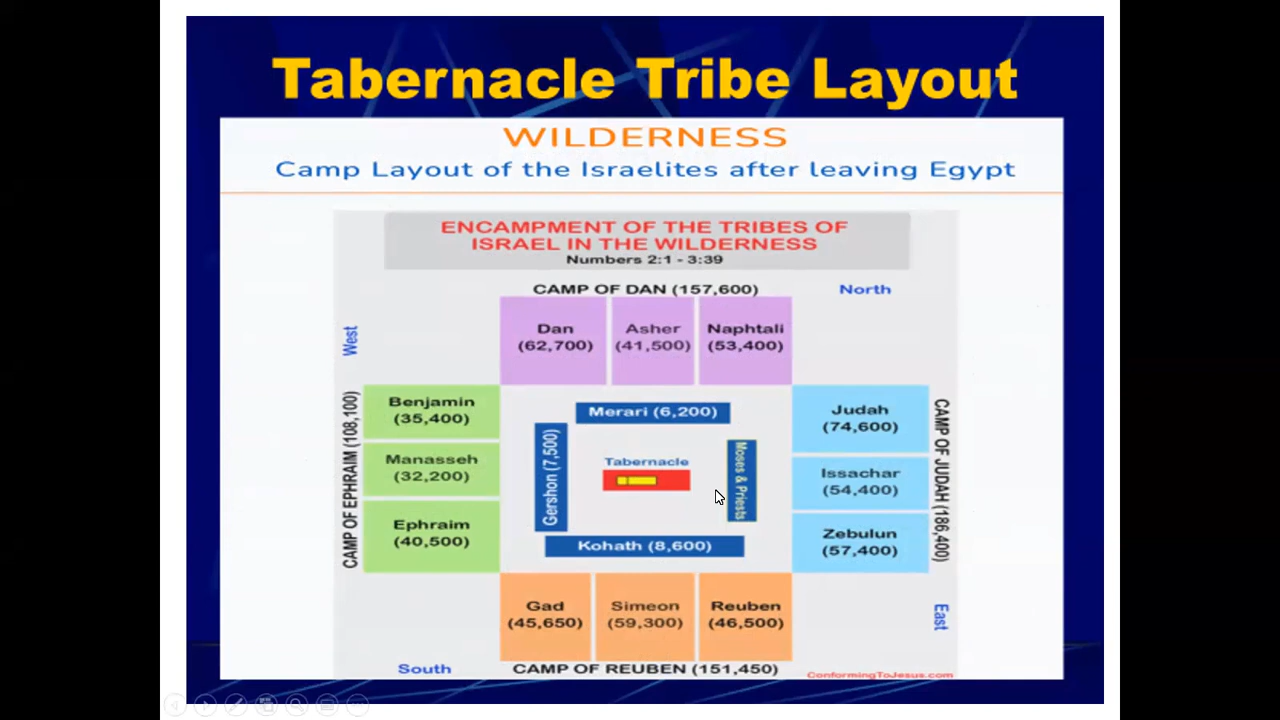 Tabernacle Tribe Layout
WILDERNESS
Camp Layout of the Israelites after leaving Egypt
ENCAMPMENT OF THE TRIBES OF
ISRAEL IN THE WILDERNESS
Numbers 2:1 - 3:39
CAMP OF DAN (157,600)
North
West
Dan
(62,700)
Asher
(41,500)
Naphtali
(53,400)
CAMP OF EPHRAIM (108,100)
Benjamin
(35,400)
Manasseh
(32,200)
Ephraim
(40,500)
Merari (6,200)
Gershon (7,500)
Tabernacle
Moses & Priests
Kohath (8,600)
Judah
(74,600)
Issachar
(54,400)
Zebulun
(57,400)
CAMP OF JUDAH (186,400)
Gad
(45,650)
Simeon
(59,300)
Reuben
(46,500)
East
South
CAMP OF REUBEN (151,450)
ConformingToJesus.com